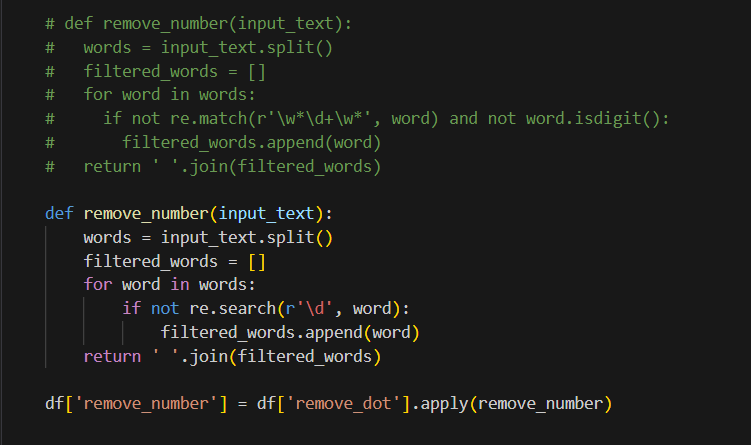 # def remove_number(input_text):
#   words = input_text.split()
#   filtered_words = []
#   for word in words:
#     if not re.match(r'\w*\d+\w*', word) and not word.isdigit():
#       filtered_words.append(word)
#   return ' '.join(filtered_words)

def remove_number(input_text):
    words = input_text.split()
    filtered_words = []
    for word in words:
        if not re.search(r'\d', word):
            filtered_words.append(word)
    return ' '.join(filtered_words)

df['remove_number'] = df['remove_dot'].apply(remove_number)